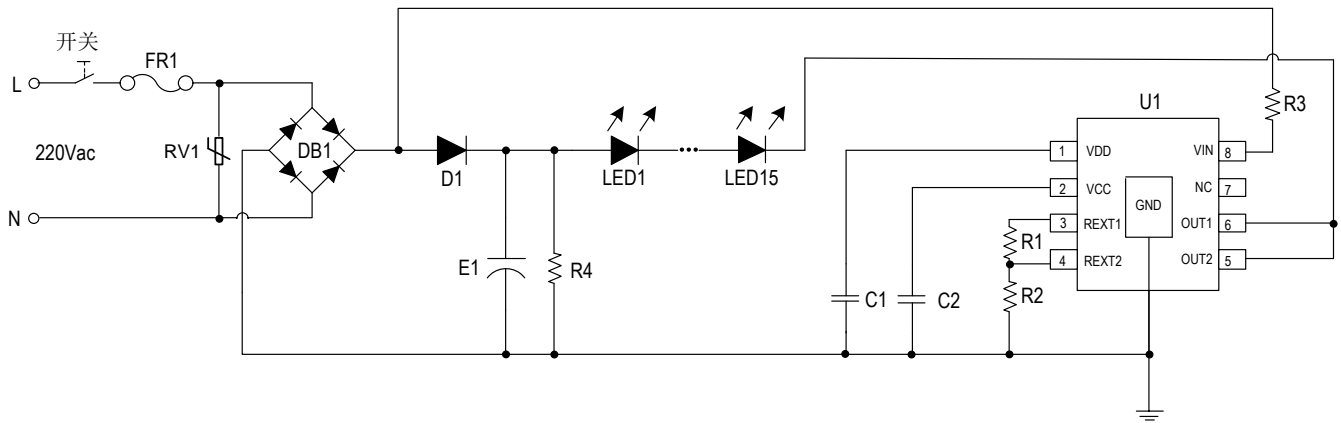 开关
FR1
L
220Vac
RV1
DB1
N
D1
LED1
LED15
E1
R4
C1
C2
R1
R2
U1
R3
1 VDD
VIN 8
2 VCC
NC 7
GND
3 REXT1
OUT1 6
4 REXT2
OUT2 5